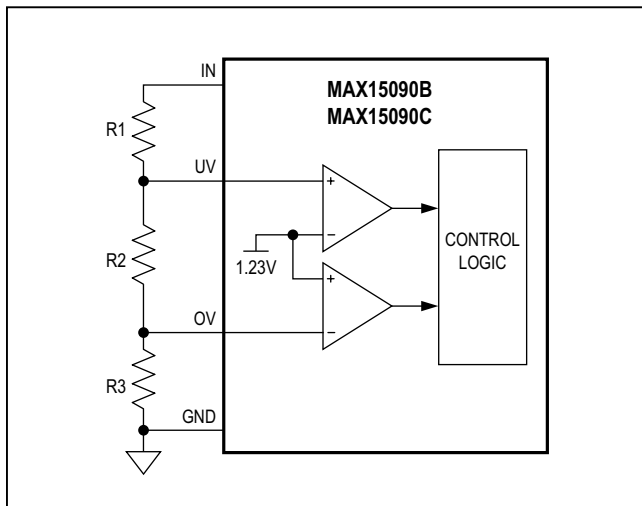 IN
MAX15090B
MAX15090C
R1
UV
+
−
1.23V
CONTROL
LOGIC
R2
+
OV
−
R3
GND